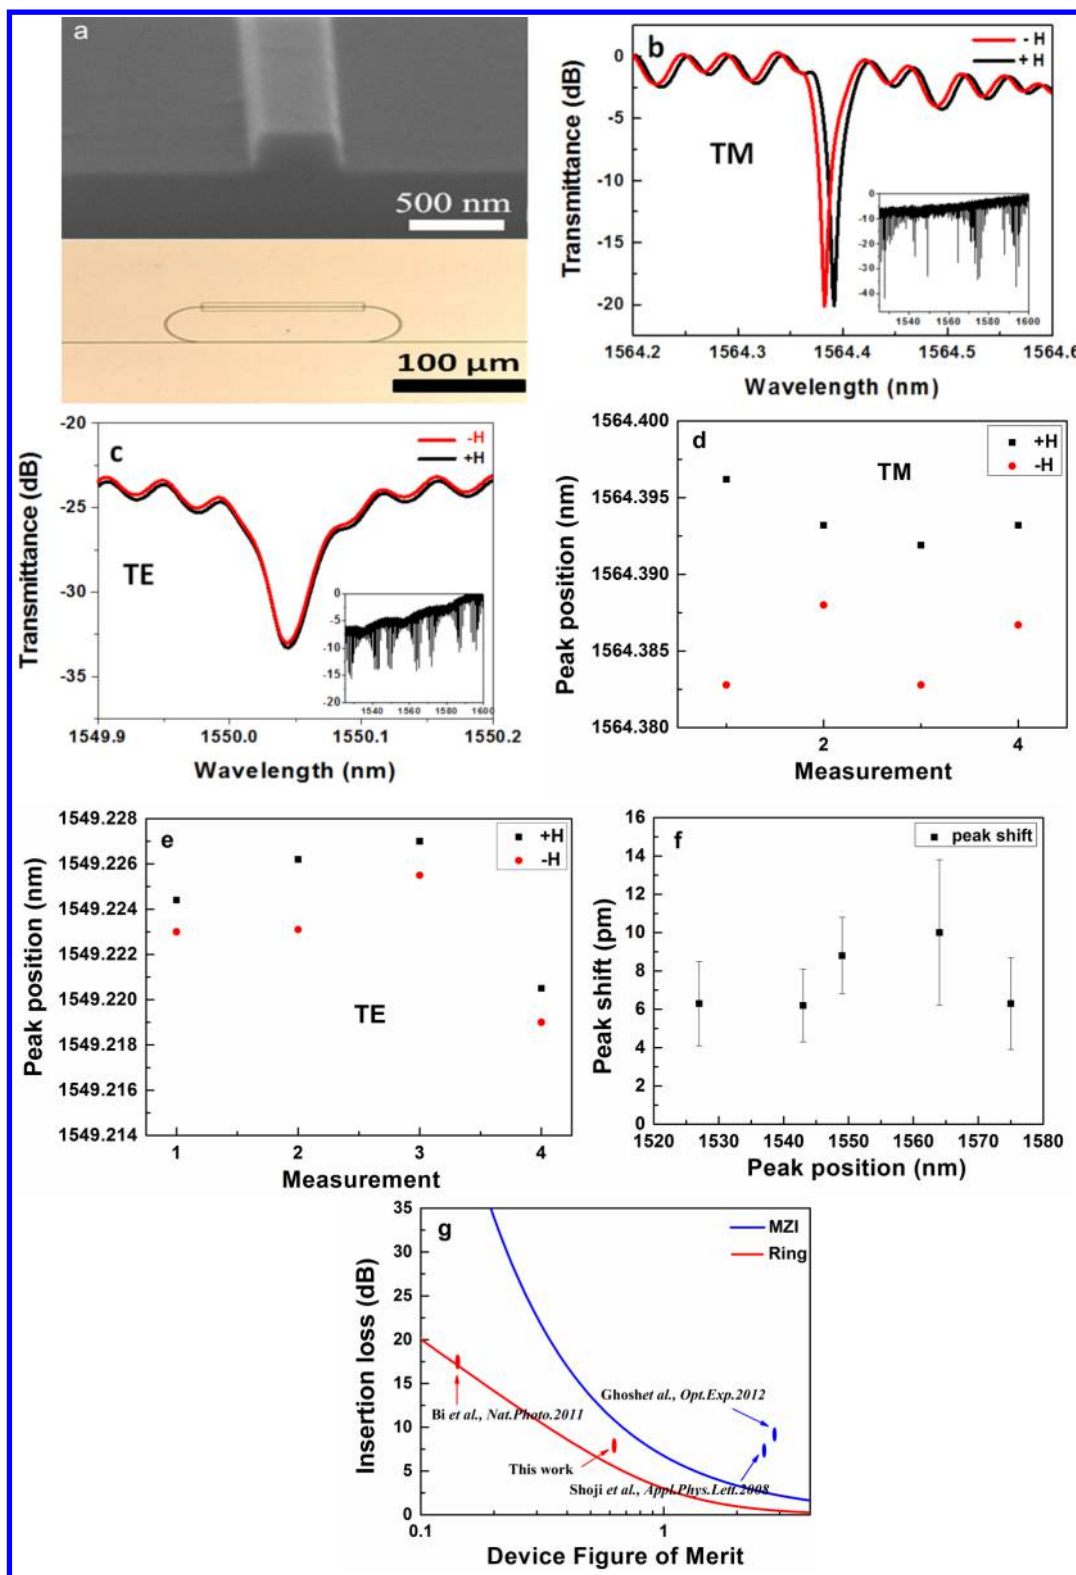 a
500 nm
100 µm
b
- H
+ H
TM
Transmittance (dB)
0
-5
-10
-15
-20
0
-10
-20
-30
-40
1540 1560 1580 1600
1564.2 1564.3 1564.4 1564.5 1564.6
Wavelength (nm)
c
-H
+H
TE
Transmittance (dB)
-20
-25
-30
-35
0
-5
-10
-15
-20
1540 1560 1580 1600
1549.9 1550.0 1550.1 1550.2
Wavelength (nm)
d
TM
+H
-H
Peak position (nm)
1564.400
1564.395
1564.390
1564.385
1564.380
2 4
Measurement
e
+H
-H
TE
Peak position (nm)
1549.228
1549.226
1549.224
1549.222
1549.220
1549.218
1549.216
1549.214
1 2 3 4
Measurement
f
peak shift
Peak shift (pm)
16
14
12
10
8
6
4
2
0
1520 1530 1540 1550 1560 1570 1580
Peak position (nm)
g
MZI
Ring
Insertion loss (dB)
35
30
25
20
15
10
5
0
Ghoshet al., Opt.Exp.2012
Bi et al., Nat.Photo.2011
This work
Shoji et al., Appl.Phys.Lett.2008
0.1 1
Device Figure of Merit